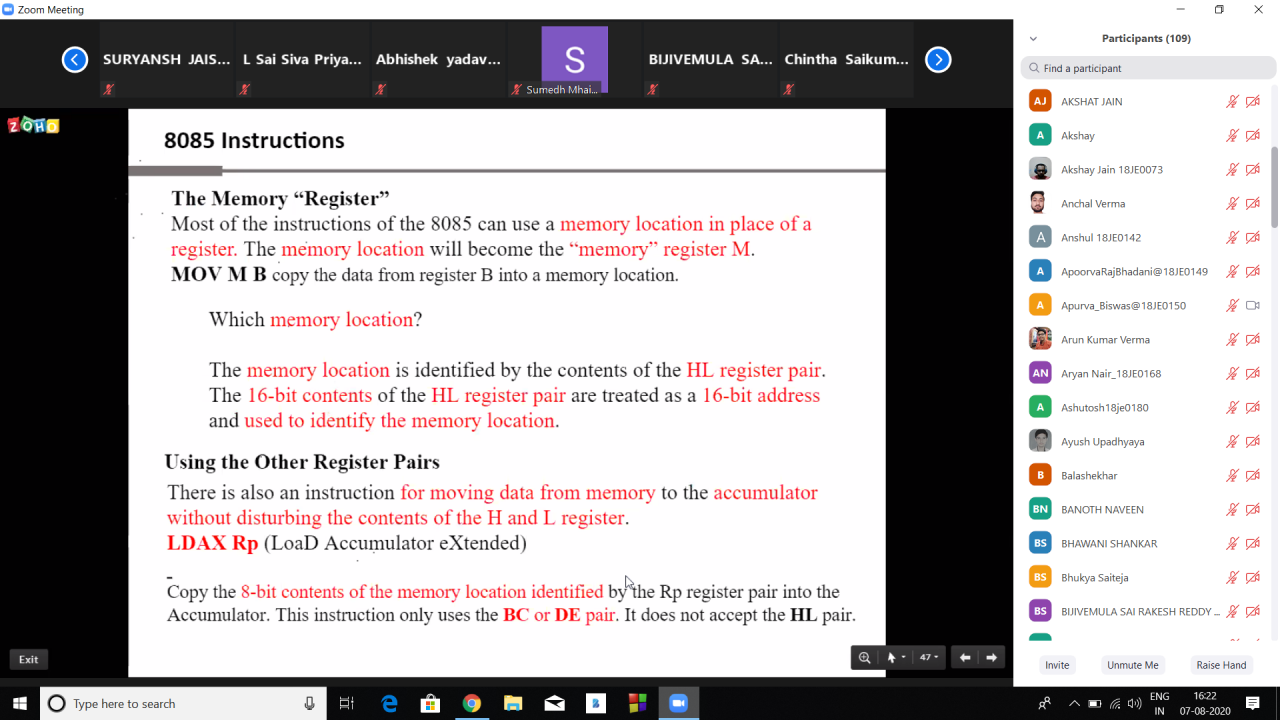 Zoom Meeting
SURYANSH JAIS...
L Sai Siva Priya...
Abhishek yadav...
S
Sumedh Mhai...
BIJIVEMULA SA...
Chintha Saikum...
ZOHO
8085 Instructions
The Memory “Register”
Most of the instructions of the 8085 can use a memory location in place of a
register. The memory location will become the “memory” register M.
MOV M B copy the data from register B into a memory location.
Which memory location?
The memory location is identified by the contents of the HL register pair.
The 16-bit contents of the HL register pair are treated as a 16-bit address
and used to identify the memory location.
Using the Other Register Pairs
There is also an instruction for moving data from memory to the accumulator
without disturbing the contents of the H and L register.
LDAX Rp (LoaD Accumulator eXtended)
Copy the 8-bit contents of the memory location identified by the Rp register pair into the
Accumulator. This instruction only uses the BC or DE pair. It does not accept the HL pair.
Exit
47
Participants (109)
Find a participant
AJ AKSHAT JAIN
A Akshay
Akshay Jain 18JE0073
Anchal Verma
A Anshul 18JE0142
A ApoorvaRajBhadani@18JE0149
A Apurva_Biswas@18JE0150
Arun Kumar Verma
AN Aryan Nair_18JE0168
A Ashutosh18je0180
Ayush Upadhyaya
B Balashekhar
BN BANOTH NAVEEN
BS BHAWANI SHANKAR
BS Bhukya Saiteja
BS BIJIVEMULA SAI RAKESH REDDY ...
Invite
Unmute Me
Raise Hand
Type here to search
ENG
IN
16:22
07-08-2020